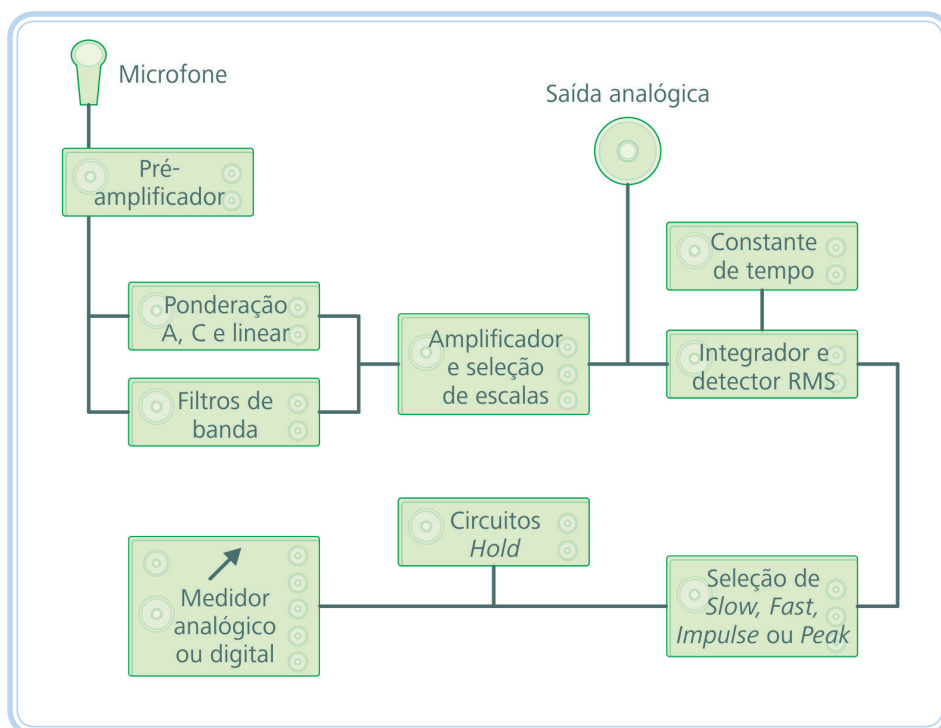 Microfone
Saída analógica
Pré-
amplificador
Constante
de tempo
Ponderação
A, C e linear
Amplificador
e seleção
de escalas
Integrador e
detector RMS
Filtros de
banda
Circuitos
Hold
Medidor
analógico
ou digital
Seleção de
Slow, Fast,
Impulse ou Peak